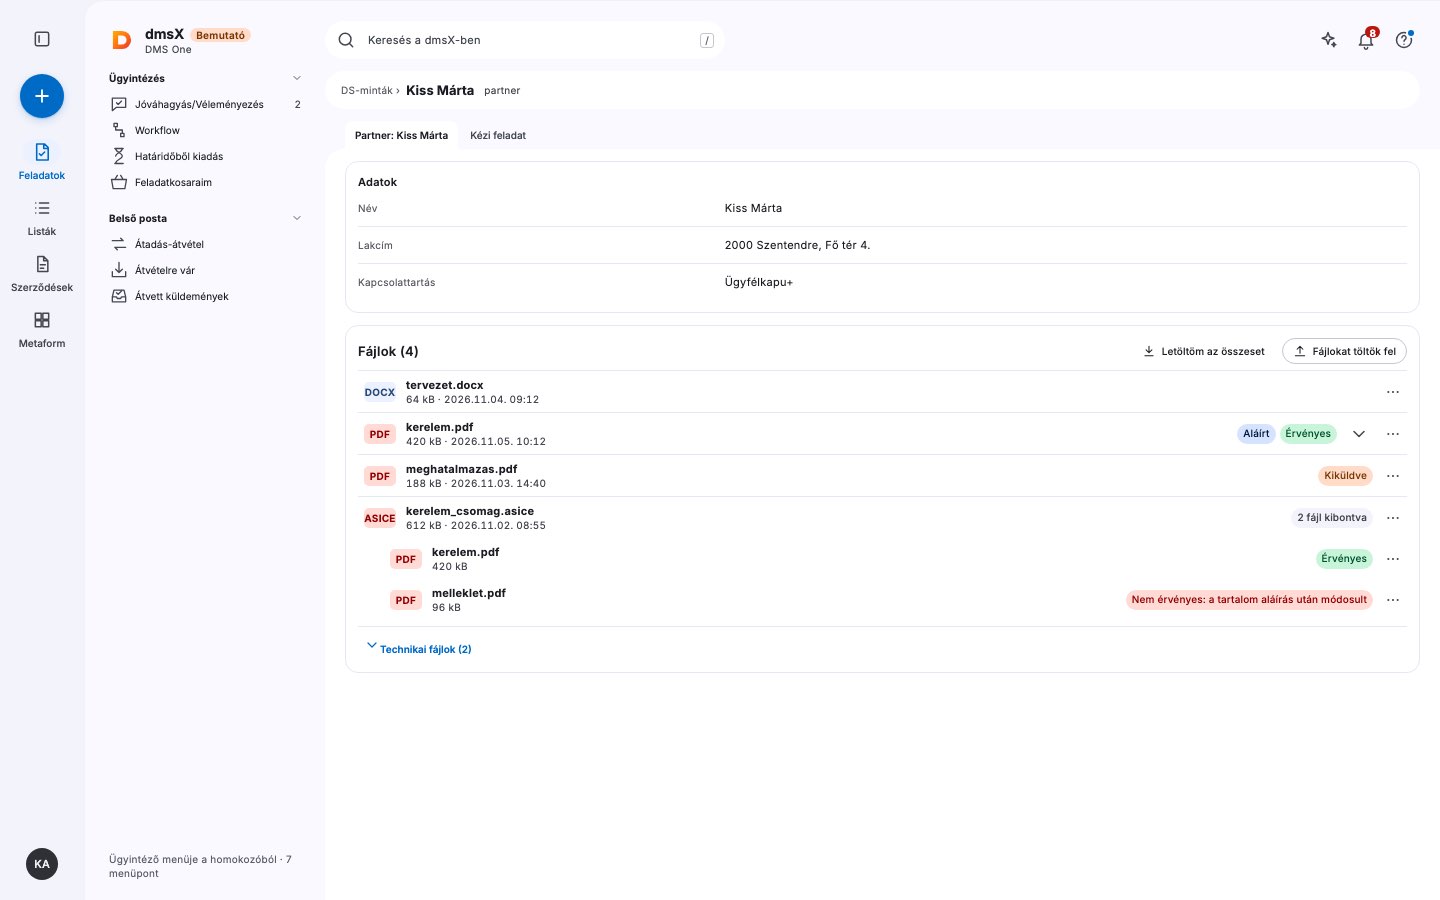 dmsX Bemutató
DMS One
Keresés a dmsX-ben /
8
Feladatok
Listák
Szerződések
Metaform
KA
Ügyintézés
Jóváhagyás/Véleményezés 2
Workflow
Határidőből kiadás
Feladatkosaraim
Belső posta
Átadás-átvétel
Átvételre vár
Átvett küldemények
Ügyintéző menüje a homokozóból · 7
menüpont
DS-minták › Kiss Márta partner
Partner: Kiss Márta Kézi feladat
Adatok
Név Kiss Márta
Lakcím 2000 Szentendre, Fő tér 4.
Kapcsolattartás Ügyfélkapu+
Fájlok (4) Letöltöm az összeset Fájlokat töltök fel
DOCX tervezet.docx
64 kB · 2026.11.04. 09:12
PDF kerelem.pdf Aláírt Érvényes
420 kB · 2026.11.05. 10:12
PDF meghatalmazas.pdf Kiküldve
188 kB · 2026.11.03. 14:40
ASICE kerelem_csomag.asice 2 fájl kibontva
612 kB · 2026.11.02. 08:55
PDF kerelem.pdf Érvényes
420 kB
PDF melleklet.pdf Nem érvényes: a tartalom aláírás után módosult
96 kB
Technikai fájlok (2)